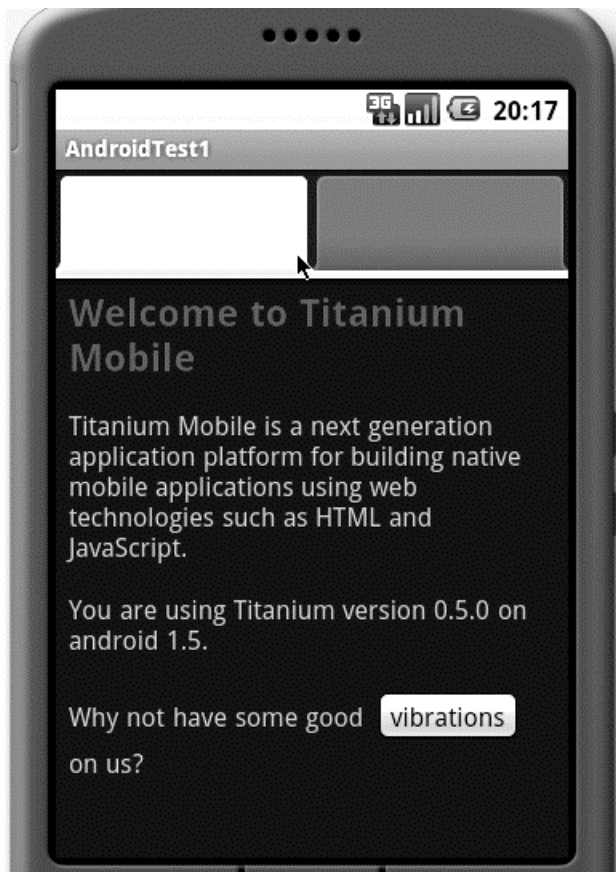 3G
20:17
AndroidTest1
Welcome to Titanium
Mobile
Titanium Mobile is a next generation
application platform for building native
mobile applications using web
technologies such as HTML and
JavaScript.
You are using Titanium version 0.5.0 on
android 1.5.
Why not have some good vibrations
on us?